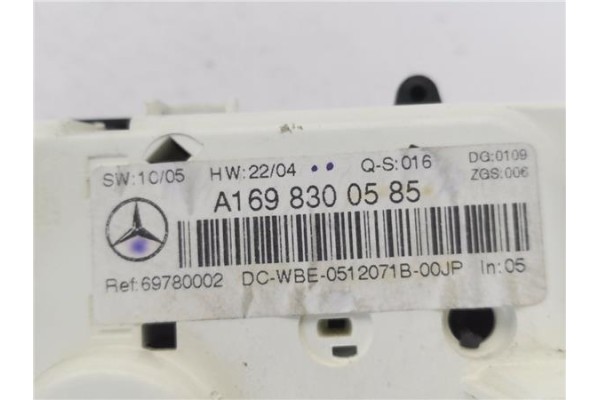 SW:10/05 HW:22/04 Q-S:016 DG:0109
ZGS:006
A169 830 05 85
Ref:69780002 DC-WBE-0512071B-00JP In:05